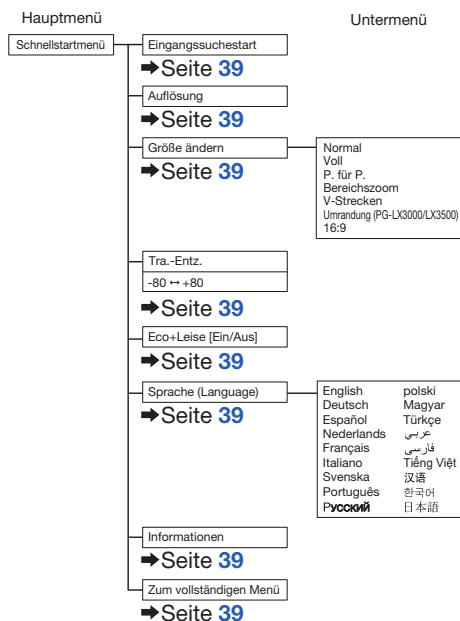 Hauptmenü
Untermenü
Schnellstartmenü
Eingangssuchestart
➡Seite 39
Auflösung
➡Seite 39
Größe ändern
➡Seite 39
Normal
Voll
P. für P.
Bereichszoom
V-Strecken
Umrandung (PG-LX3000/LX3500)
16:9
Tra.-Entz.
-80 ↔ +80
➡Seite 39
Eco+Leise [Ein/Aus]
➡Seite 39
Sprache (Language)
➡Seite 39
English polski
Deutsch Magyar
Español Türkçe
Nederlands عربي
Français فارسی
Italiano Tiếng Việt
Svenska 汉语
Português 한국어
Русский 日本語
Informationen
➡Seite 39
Zum vollständigen Menü
➡Seite 39